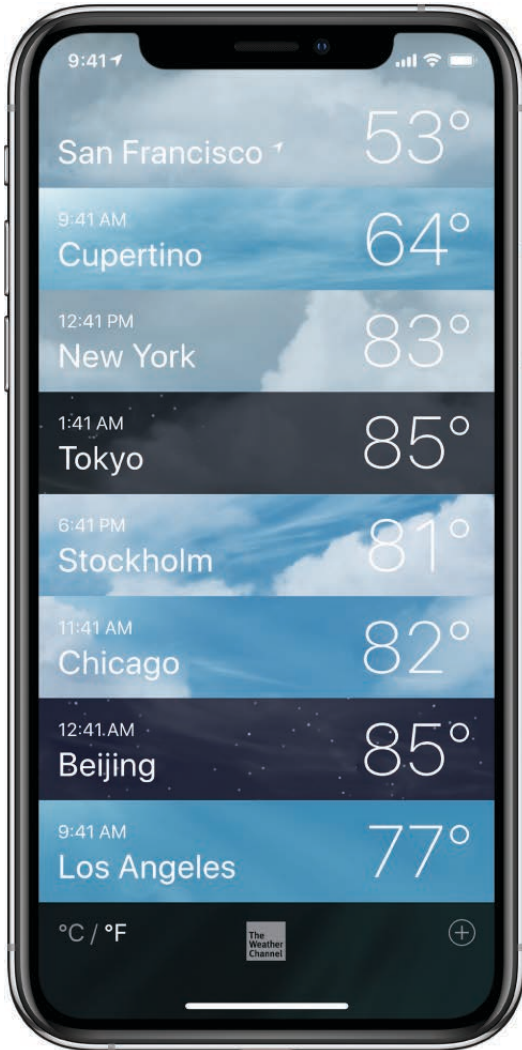 9:41
San Francisco
53°
9:41 AM
Cupertino
64°
12:41 PM
New York
83°
1:41 AM
Tokyo
85°
6:41 PM
Stockholm
81°
11:41 AM
Chicago
82°
12:41 AM
Beijing
85°
9:41 AM
Los Angeles
77°
°C / °F
The
Weather
Channel